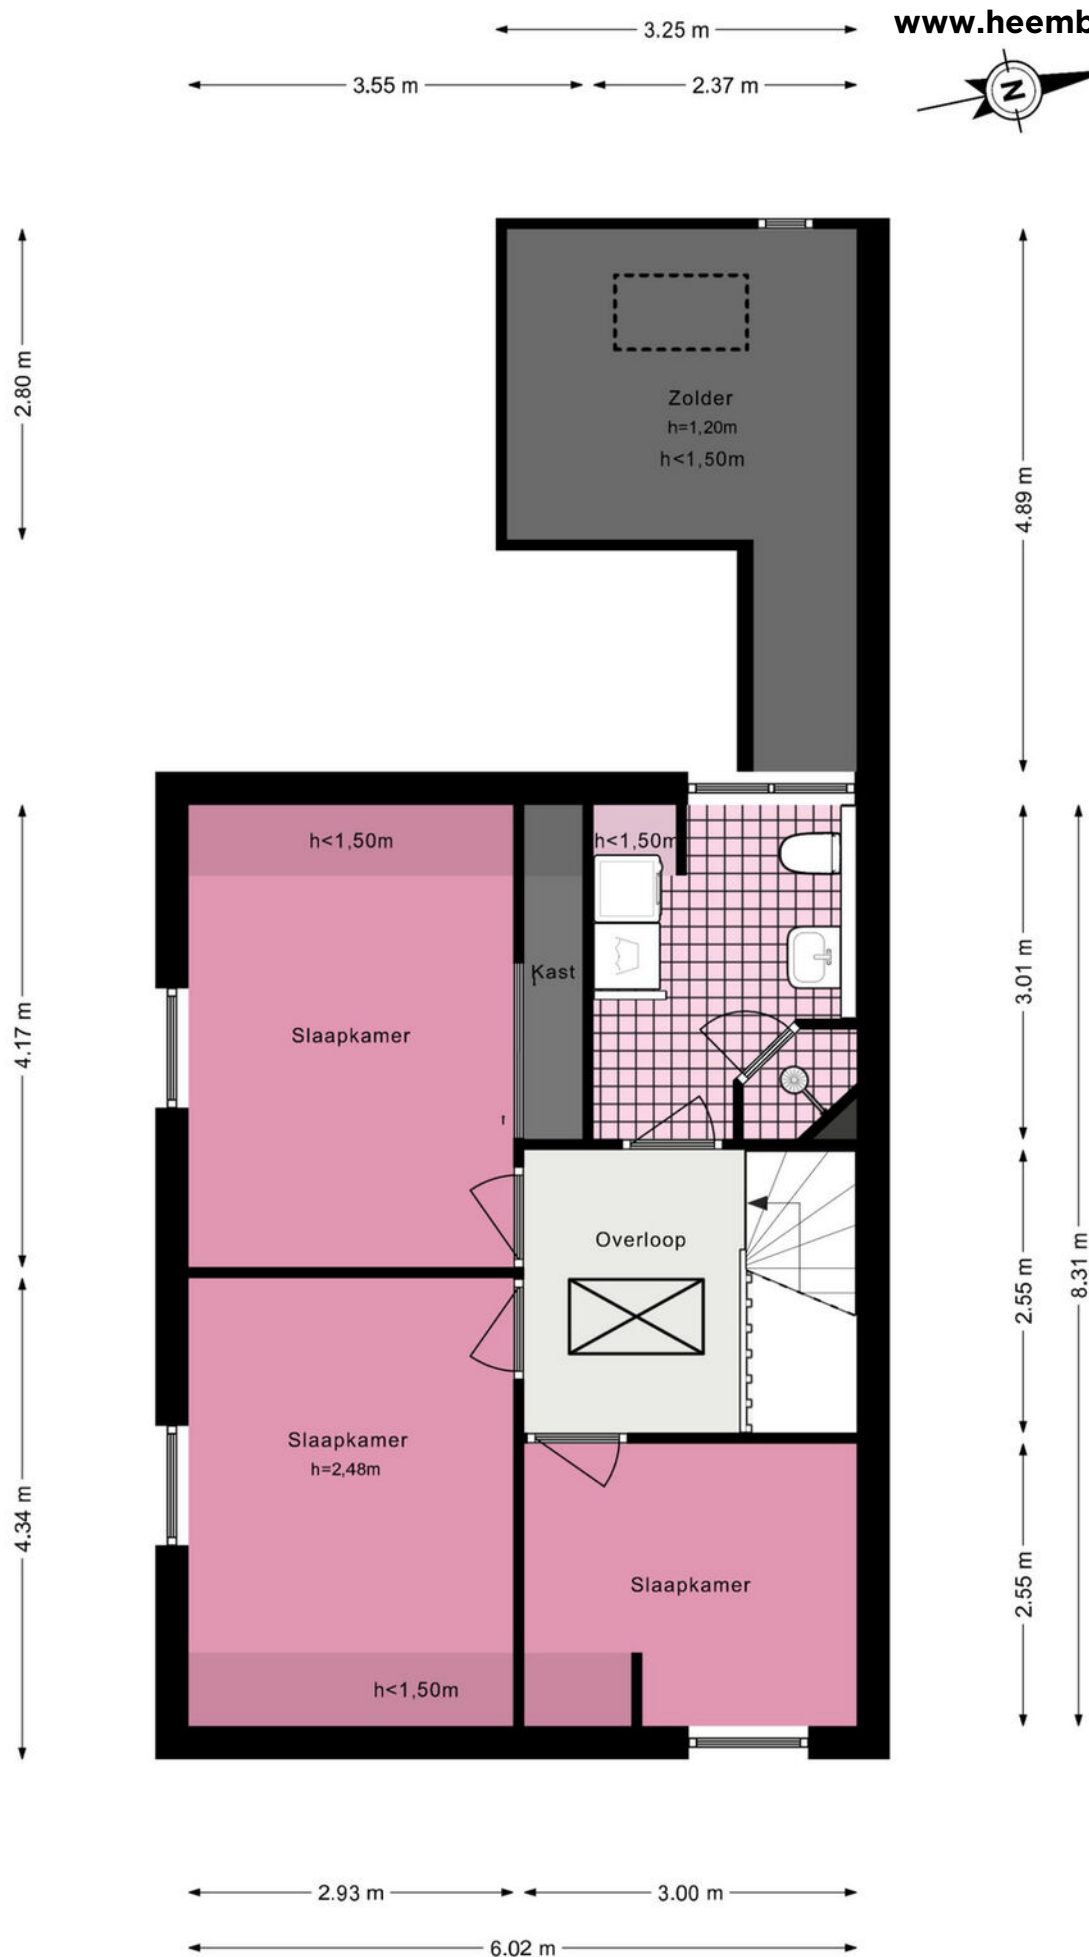 www.heemb
3.25 m
3.55 m
2.37 m
N
2.80 m
Zolder
h=1,20m
h<1,50m
4.89 m
h<1,50m
h<1,50m
Kast
3.01 m
4.17 m
Slaapkamer
Overloop
2.55 m
8.31 m
Slaapkamer
h=2,48m
4.34 m
Slaapkamer
2.55 m
h<1,50m
2.93 m
3.00 m
6.02 m